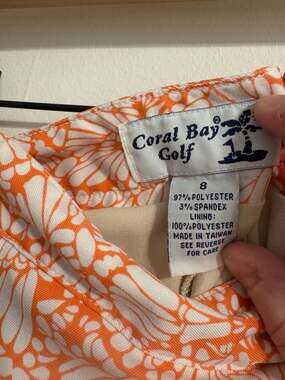 Coral Bay®
Golf
8
97% POLYESTER
3% SPANDEX
LINING:
100% POLYESTER
MADE IN TAIWAN
SEE REVERSE
FOR CARE